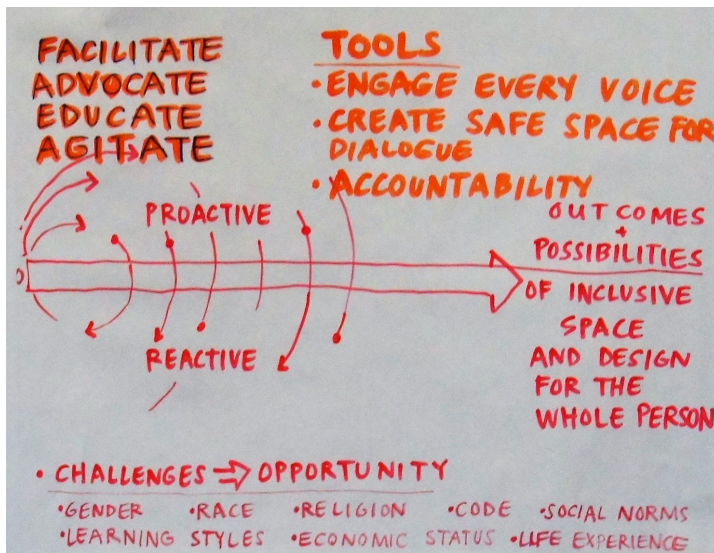 FACILITATE
ADVOCATE
EDUCATE
AGITATE
TOOLS
• ENGAGE EVERY VOICE
• CREATE SAFE SPACE FOR
DIALOGUE
• ACCOUNTABILITY
PROACTIVE
REACTIVE
OUTCOMES
+
POSSIBILITIES
OF INCLUSIVE
SPACE
AND DESIGN
FOR THE
WHOLE PERSON
• CHALLENGES ⇒ OPPORTUNITY
• GENDER • RACE • RELIGION • CODE • SOCIAL NORMS
• LEARNING STYLES • ECONOMIC STATUS • LIFE EXPERIENCE